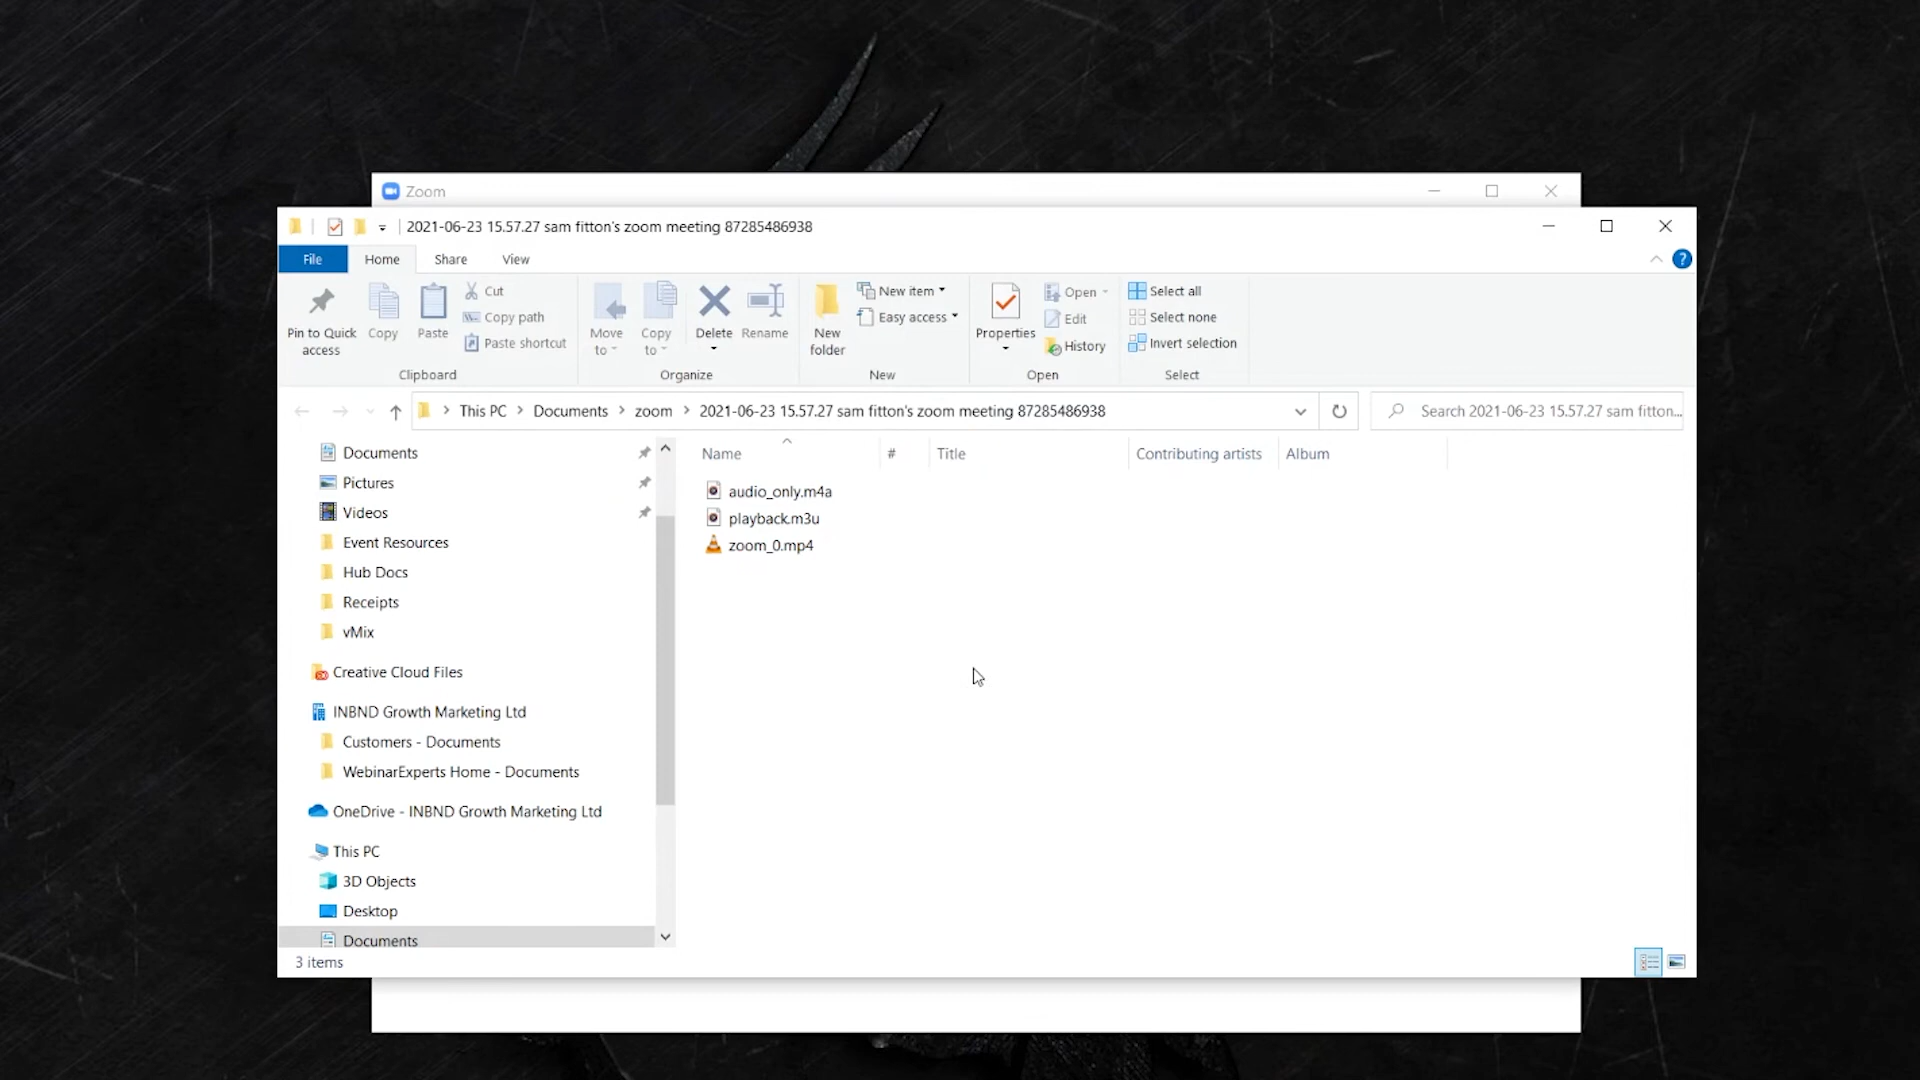 Zoom
2021-06-23 15.57.27 sam fitton's zoom meeting 87285486938
File Home Share View
Pin to Quick access
Copy
Paste
Cut
Copy path
Paste shortcut
Clipboard
Move to
Copy to
Delete
Rename
Organize
New folder
New item
Easy access
New
Properties
Open
Edit
History
Open
Select all
Select none
Invert selection
Select
This PC > Documents > zoom > 2021-06-23 15.57.27 sam fitton's zoom meeting 87285486938
Search 2021-06-23 15.57.27 sam fitton...
Documents
Pictures
Videos
Event Resources
Hub Docs
Receipts
vMix
Creative Cloud Files
INBND Growth Marketing Ltd
Customers - Documents
WebinarExperts Home - Documents
OneDrive - INBND Growth Marketing Ltd
This PC
3D Objects
Desktop
Documents
Name # Title Contributing artists Album
audio_only.m4a
playback.m3u
zoom_0.mp4
3 items